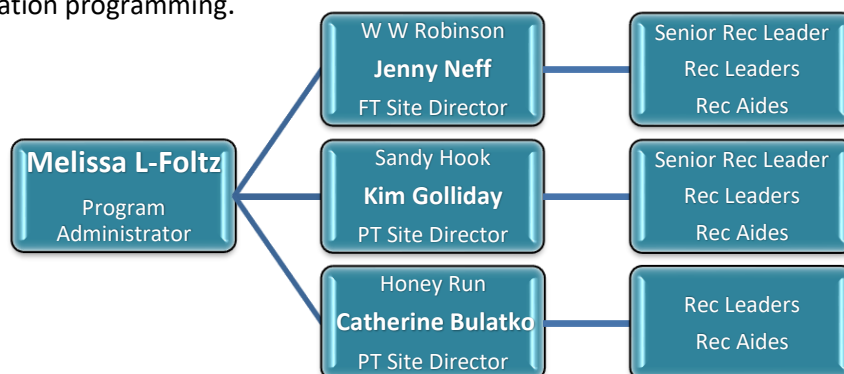 ation programming.
W W Robinson
Jenny Neff
FT Site Director
Senior Rec Leader
Rec Leaders
Rec Aides
Melissa L-Foltz
Program
Administrator
Sandy Hook
Kim Golliday
PT Site Director
Senior Rec Leader
Rec Leaders
Rec Aides
Honey Run
Catherine Bulatko
PT Site Director
Rec Leaders
Rec Aides